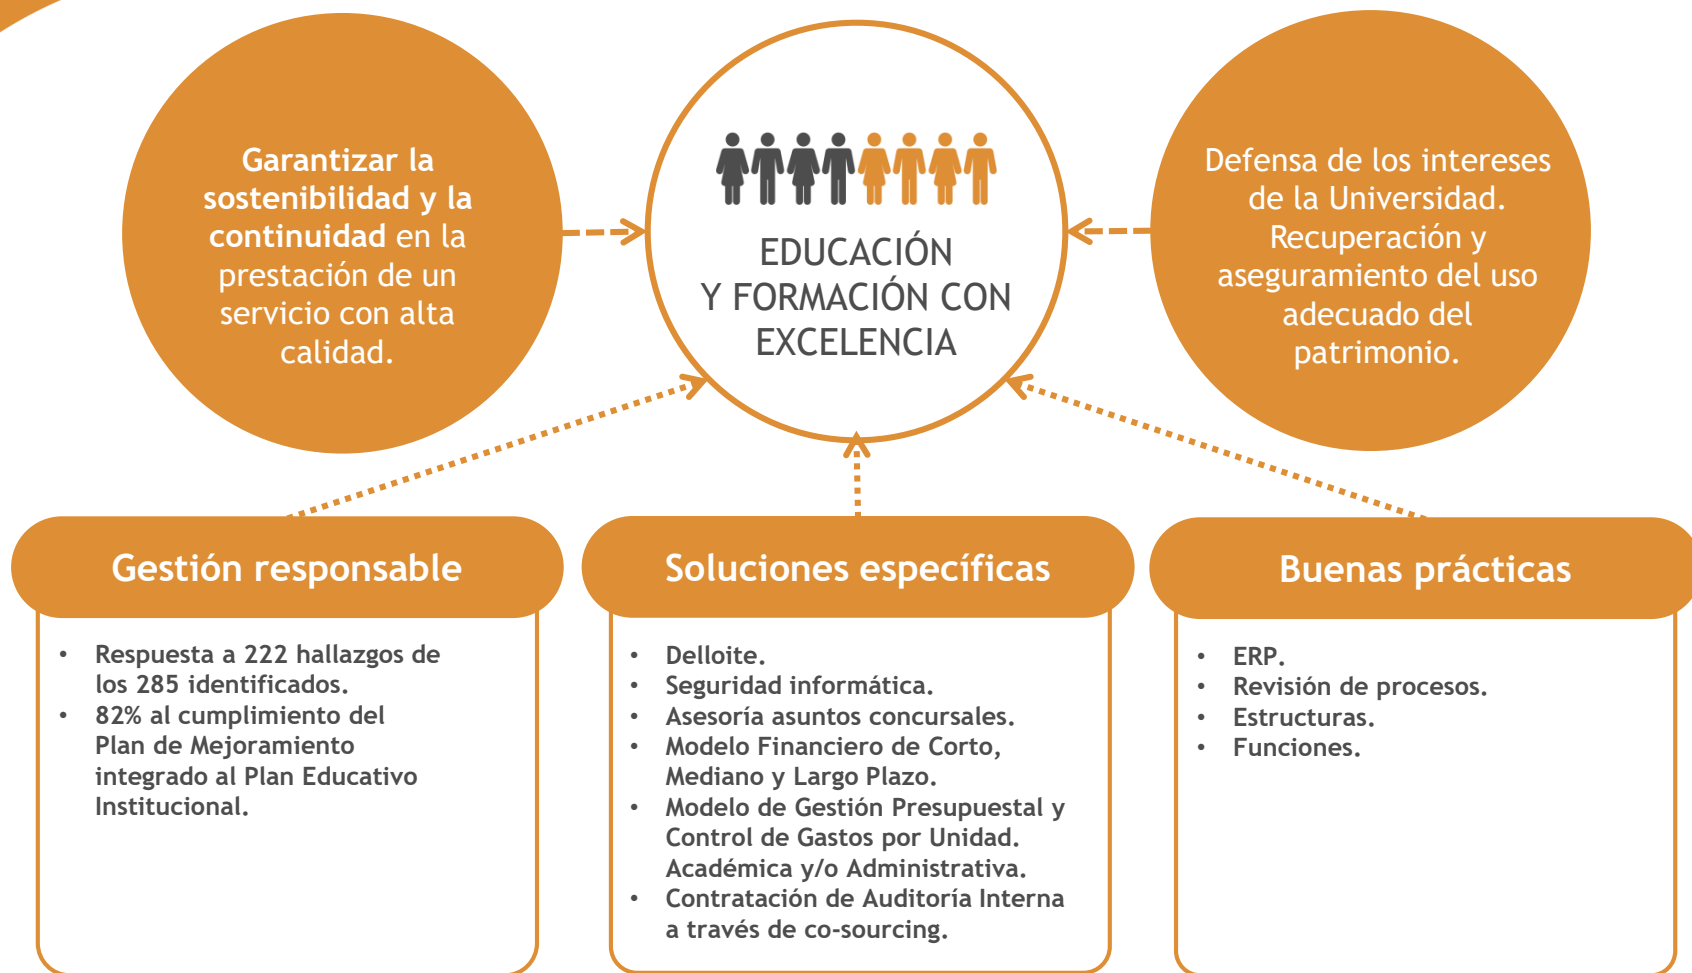 Garantizar la
sostenibilidad y la
continuidad en la
prestación de un
servicio con alta
calidad.
EDUCACIÓN
Y FORMACIÓN CON
EXCELENCIA
Defensa de los intereses
de la Universidad.
Recuperación y
aseguramiento del uso
adecuado del
patrimonio.
Gestión responsable
• Respuesta a 222 hallazgos de
los 285 identificados.
• 82% al cumplimiento del
Plan de Mejoramiento
integrado al Plan Educativo
Institucional.
Soluciones específicas
• Delloite.
• Seguridad informática.
• Asesoría asuntos concursales.
• Modelo Financiero de Corto,
Mediano y Largo Plazo.
• Modelo de Gestión Presupuestal y
Control de Gastos por Unidad.
Académica y/o Administrativa.
• Contratación de Auditoría Interna
a través de co-sourcing.
Buenas prácticas
• ERP.
• Revisión de procesos.
• Estructuras.
• Funciones.